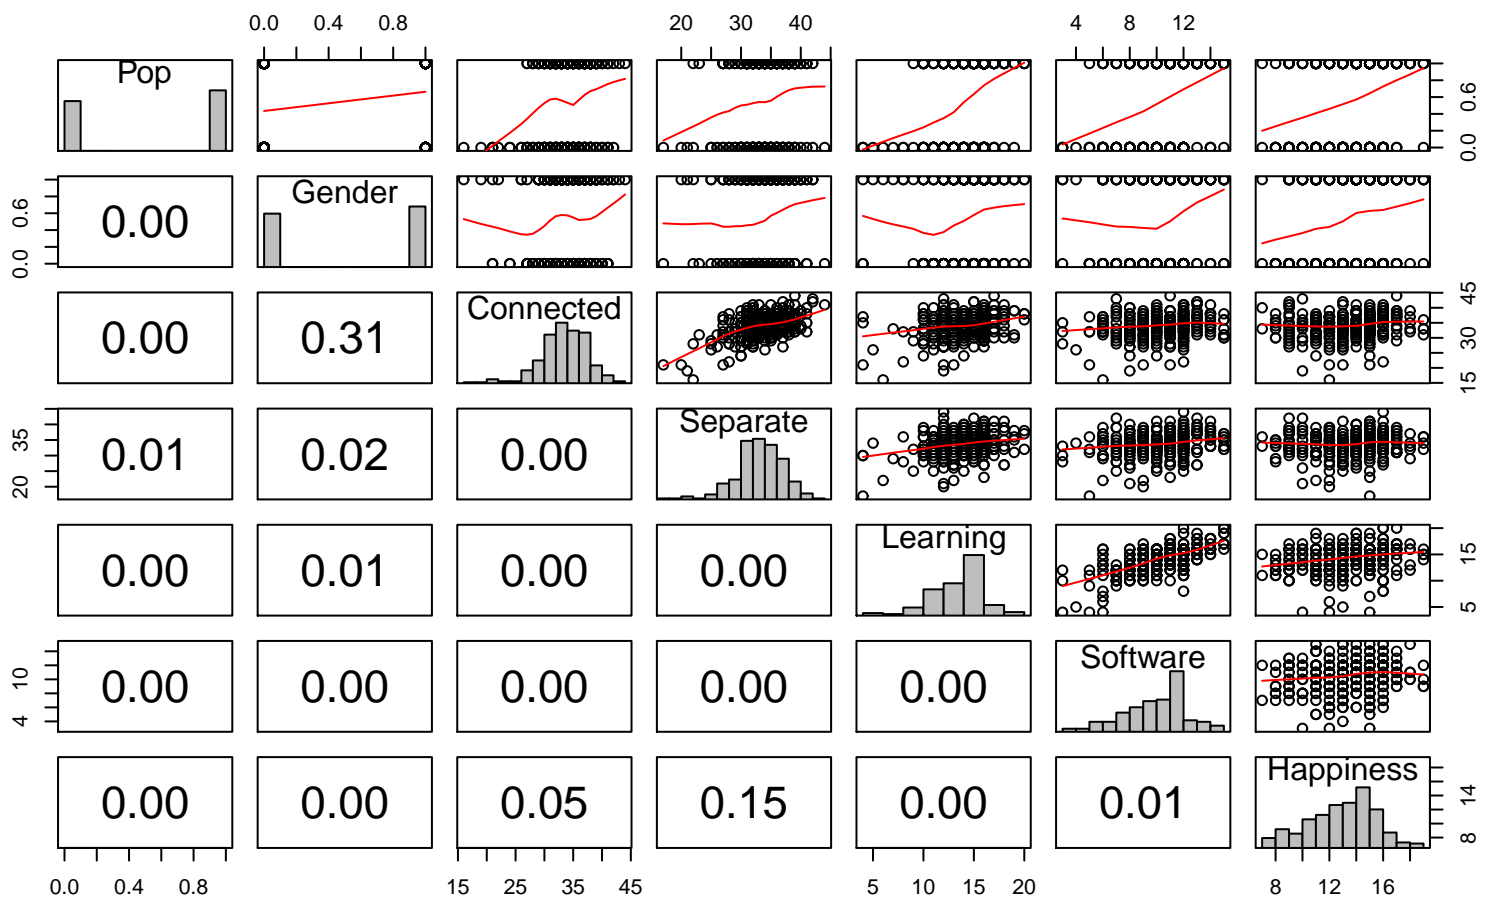 0.0 0.4 0.8 20 30 40 4 8 12
Pop
0.0 0.6
0.0 0.6
0.00 Gender
0.00 0.31 Connected
15 30 45
20 35
0.01 0.02 0.00 Separate
0.00 0.01 0.00 0.00 Learning
5 15
4 10
0.00 0.00 0.00 0.00 0.00 Software
0.00 0.00 0.05 0.15 0.00 0.01 Happiness
8 14
0.0 0.4 0.8 15 25 35 45 5 10 15 20 8 12 16